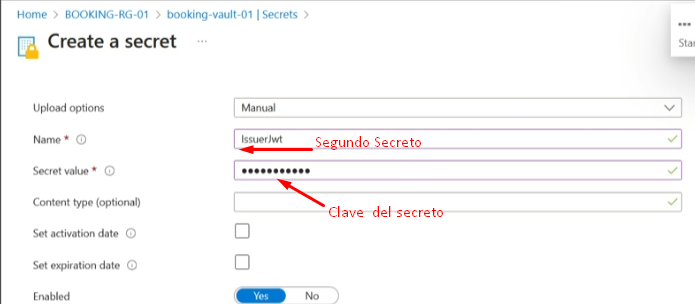 Home > BOOKING-RG-01 > booking-vault-01 | Secrets >
...
Create a secret ...
Upload options Manual
Name * IssuerJwt
Segundo Secreto
Secret value * •••••••••••
Content type (optional)
Clave del secreto
Set activation date
Set expiration date
Enabled Yes No